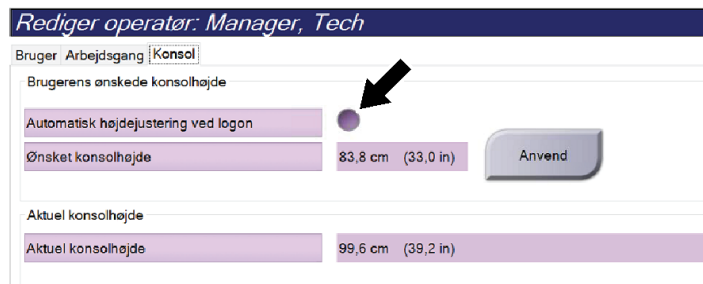 Rediger operatør: Manager, Tech
Bruger Arbejdsgang Konsol
Brugerens ønskede konsolhøjde
Automatisk højdejustering ved logon
Ønsket konsolhøjde 83,8 cm (33,0 in) Anvend
Aktuel konsolhøjde
Aktuel konsolhøjde 99,6 cm (39,2 in)